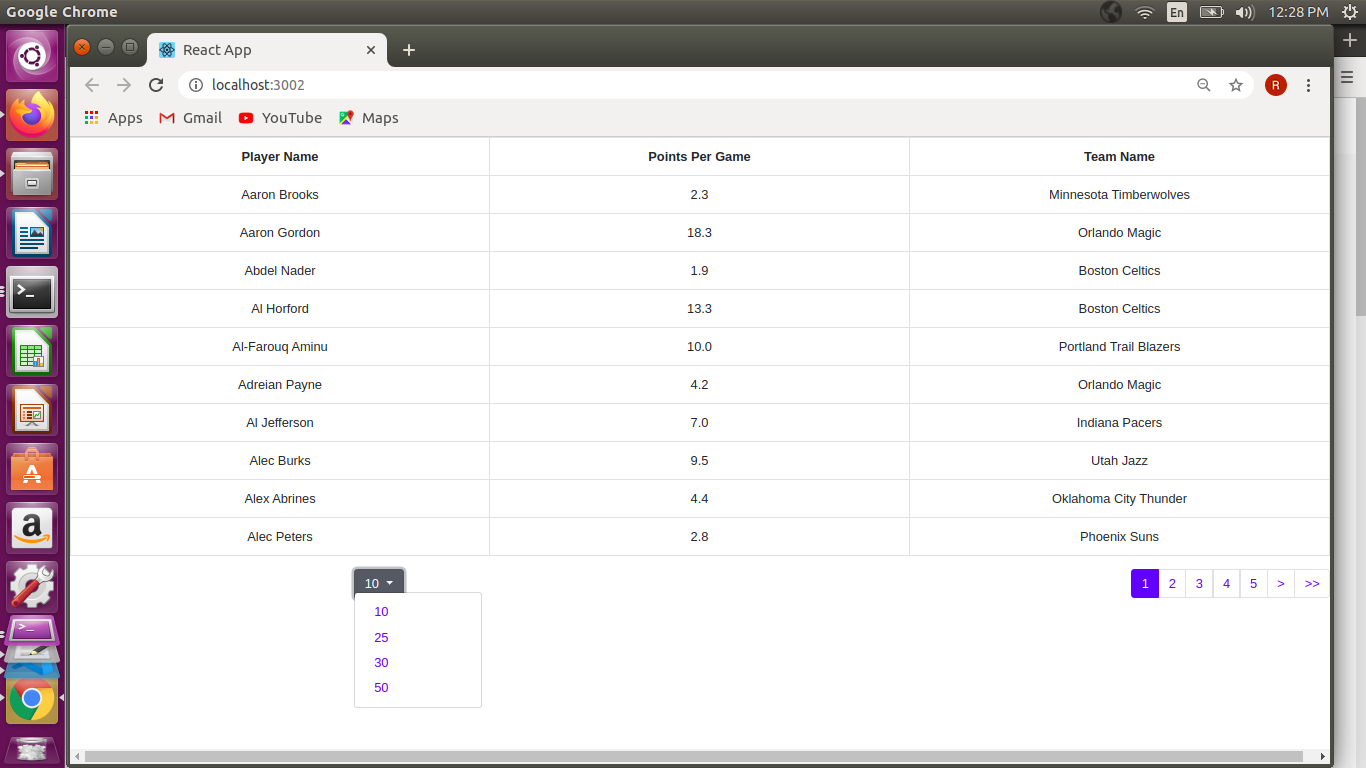 Google Chrome
En
12:28 PM
React App
localhost:3002
R
Apps Gmail YouTube Maps
Player Name Points Per Game Team Name
Aaron Brooks 2.3 Minnesota Timberwolves
Aaron Gordon 18.3 Orlando Magic
Abdel Nader 1.9 Boston Celtics
Al Horford 13.3 Boston Celtics
Al-Farouq Aminu 10.0 Portland Trail Blazers
Adreian Payne 4.2 Orlando Magic
Al Jefferson 7.0 Indiana Pacers
Alec Burks 9.5 Utah Jazz
Alex Abrines 4.4 Oklahoma City Thunder
Alec Peters 2.8 Phoenix Suns
10
1 2 3 4 5 > >>
10
25
30
50